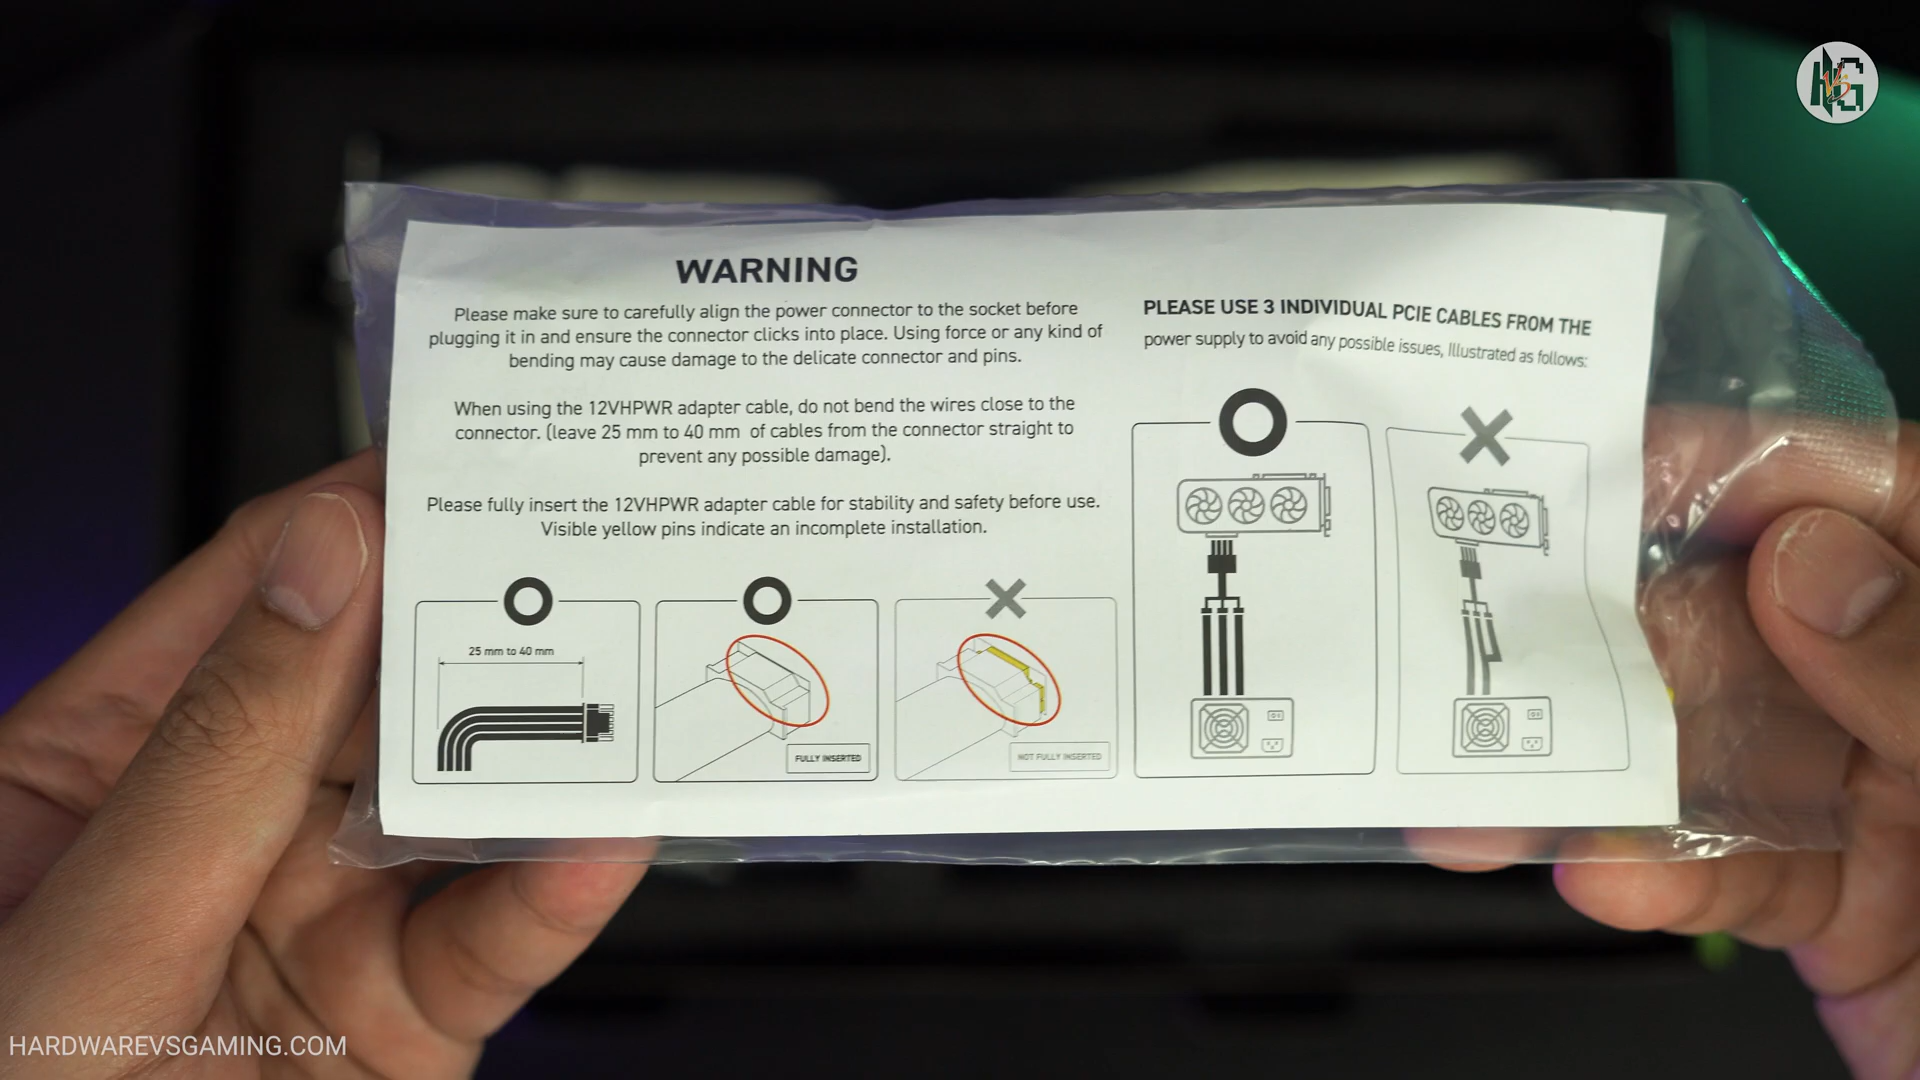 WARNING
Please make sure to carefully align the power connector to the socket before
plugging it in and ensure the connector clicks into place. Using force or any kind of
bending may cause damage to the delicate connector and pins.
When using the 12VHPWR adapter cable, do not bend the wires close to the
connector. (leave 25 mm to 40 mm of cables from the connector straight to
prevent any possible damage).
Please fully insert the 12VHPWR adapter cable for stability and safety before use.
Visible yellow pins indicate an incomplete installation.
25 mm to 40 mm
FULLY INSERTED
NOT FULLY INSERTED
PLEASE USE 3 INDIVIDUAL PCIE CABLES FROM THE
power supply to avoid any possible issues, Illustrated as follows:
HVSG
HARDWAREVSGAMING.COM